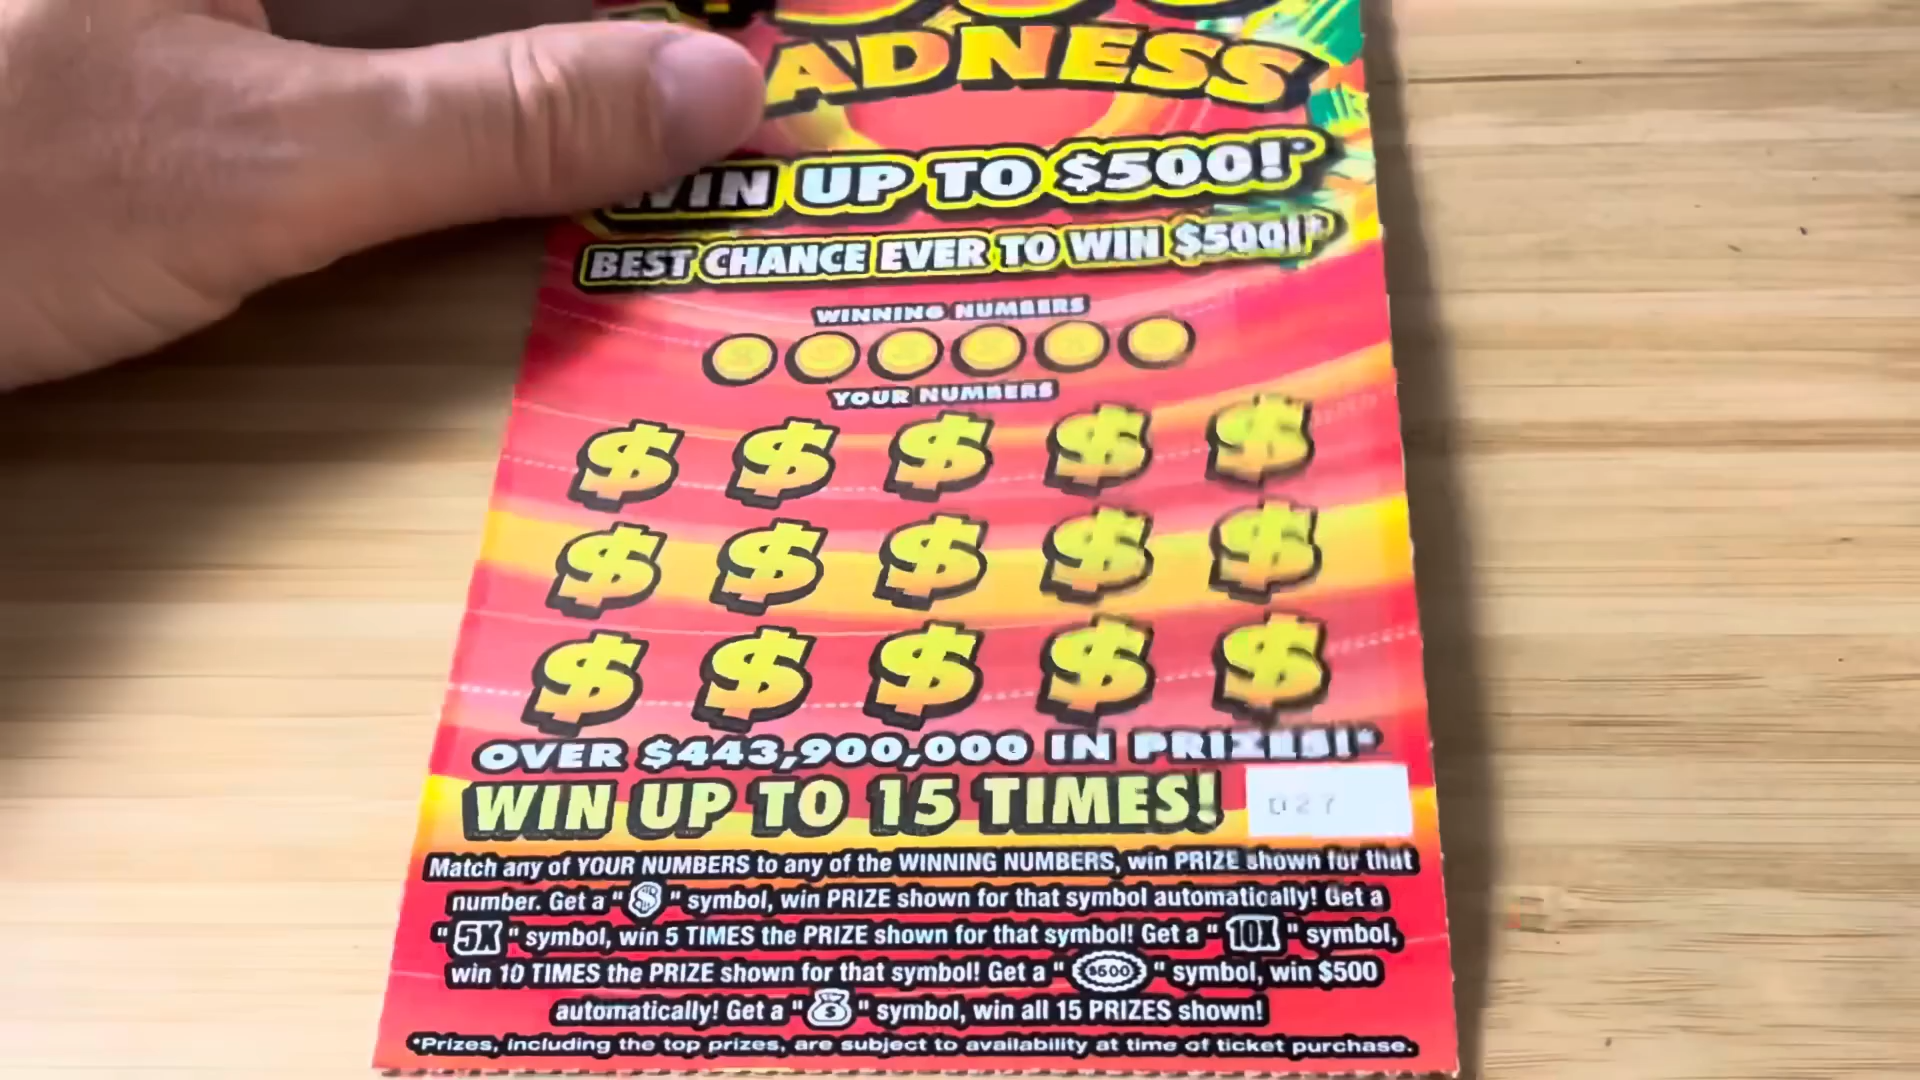 ADNESS
WIN UP TO $500!*
BEST CHANCE EVER TO WIN $500!*
WINNING NUMBERS
YOUR NUMBERS
$ $ $ $ $
$ $ $ $ $
$ $ $ $ $
OVER $443,900,000 IN PRIZES!*
WIN UP TO 15 TIMES!
027
Match any of YOUR NUMBERS to any of the WINNING NUMBERS, win PRIZE shown for that
number. Get a " $ " symbol, win PRIZE shown for that symbol automatically! Get a
" 5X " symbol, win 5 TIMES the PRIZE shown for that symbol! Get a " 10X " symbol,
win 10 TIMES the PRIZE shown for that symbol! Get a " $500 " symbol, win $500
automatically! Get a " $ " symbol, win all 15 PRIZES shown!
*Prizes, including the top prizes, are subject to availability at time of ticket purchase.